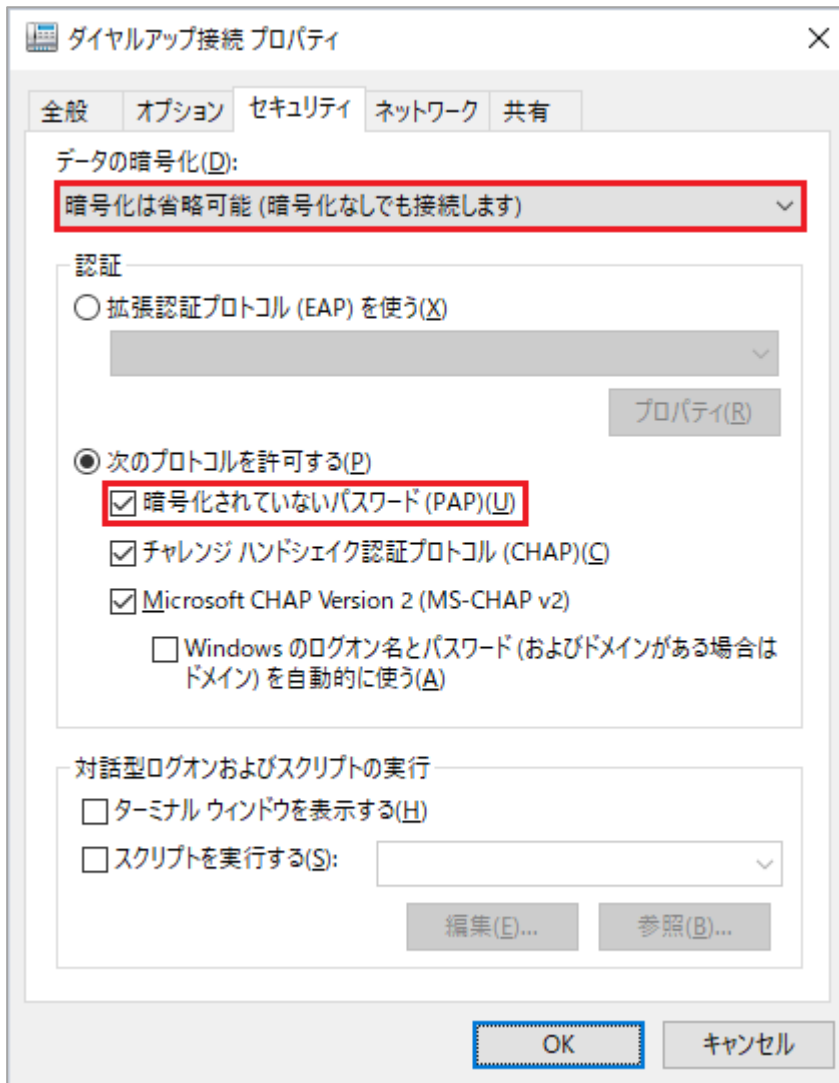 ダイヤルアップ接続 プロパティ
全般 オプション セキュリティ ネットワーク 共有
データの暗号化(D):
暗号化は省略可能 (暗号化なしでも接続します)
認証
拡張認証プロトコル (EAP) を使う(X)
プロパティ(R)
次のプロトコルを許可する(P)
暗号化されていないパスワード (PAP)(U)
チャレンジ ハンドシェイク認証プロトコル (CHAP)(C)
Microsoft CHAP Version 2 (MS-CHAP v2)
Windows のログオン名とパスワード (およびドメインがある場合は
ドメイン) を自動的に使う(A)
対話型ログオンおよびスクリプトの実行
ターミナル ウィンドウを表示する(H)
スクリプトを実行する(S):
編集(E)... 参照(B)...
OK キャンセル